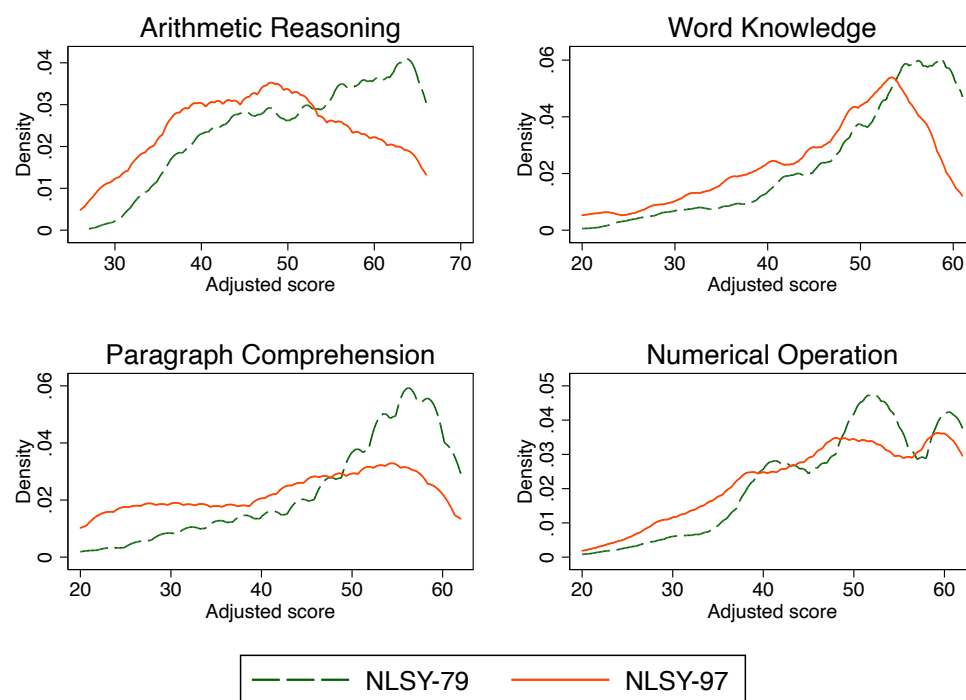 Arithmetic Reasoning
Density
0 .01 .02 .03 .04
30 40 50 60 70
Adjusted score
Word Knowledge
Density
0 .02 .04 .06
20 30 40 50 60
Adjusted score
Paragraph Comprehension
Density
0 .02 .04 .06
20 30 40 50 60
Adjusted score
Numerical Operation
Density
0 .01 .02 .03 .04 .05
20 30 40 50 60
Adjusted score
NLSY-79 NLSY-97